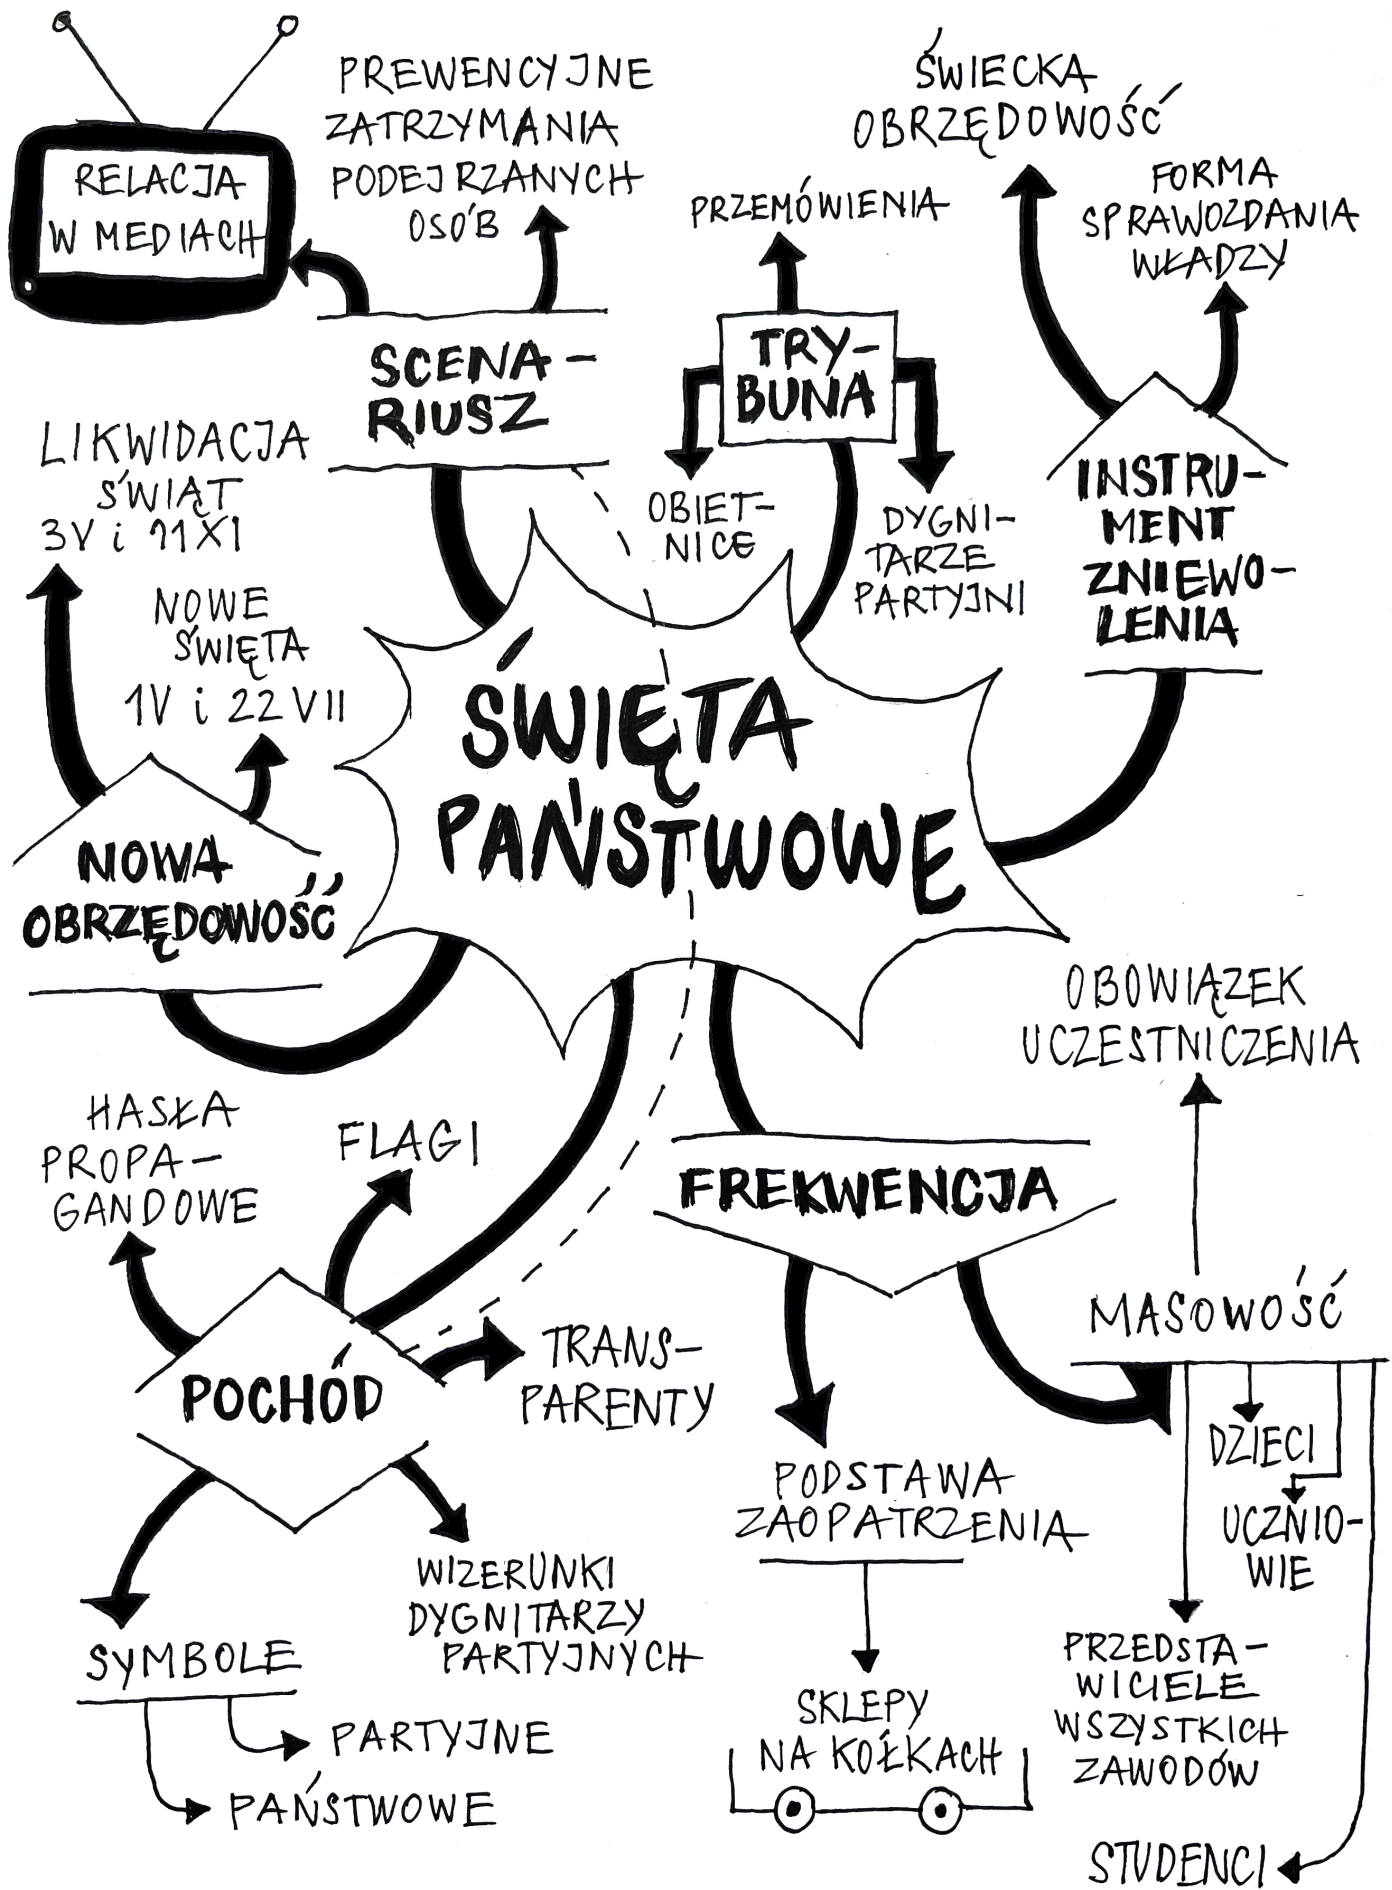 RELACJA
W MEDIACH
PREWENCYJNE
ZATRZYMANIA
PODEJRZANYCH
OSÓB
SCENA-
RIUSZ
PRZEMÓWIENIA
TRY-
BUNA
OBIET-
NICE
DYGNI-
TARZE
PARTYJNI
ŚWIECKA
OBRZĘDOWOŚĆ
FORMA
SPRAWOZDANIA
WŁADZY
INSTRU-
MENT
ZNIEWO-
LENIA
LIKWIDACJA
ŚWIĄT
3V i 11XI
NOWE
ŚWIĘTA
1V i 22VII
NOWA
OBRZĘDOWOŚĆ
ŚWIĘTA
PAŃSTWOWE
HASŁA
PROPA-
GANDOWE
FLAGI
POCHÓD
TRANS-
PARENTY
WIZERUNKI
DYGNITARZY
PARTYJNYCH
SYMBOLE
PARTYJNE
PAŃSTWOWE
FREKWENCJA
PODSTAWA
ZAOPATRZENIA
SKLEPY
NA KOŁKACH
OBOWIĄZEK
UCZESTNICZENIA
MASOWOŚĆ
DZIECI
UCZNIO-
WIE
PRZEDSTA-
WICIELE
WSZYSTKICH
ZAWODÓW
STUDENCI